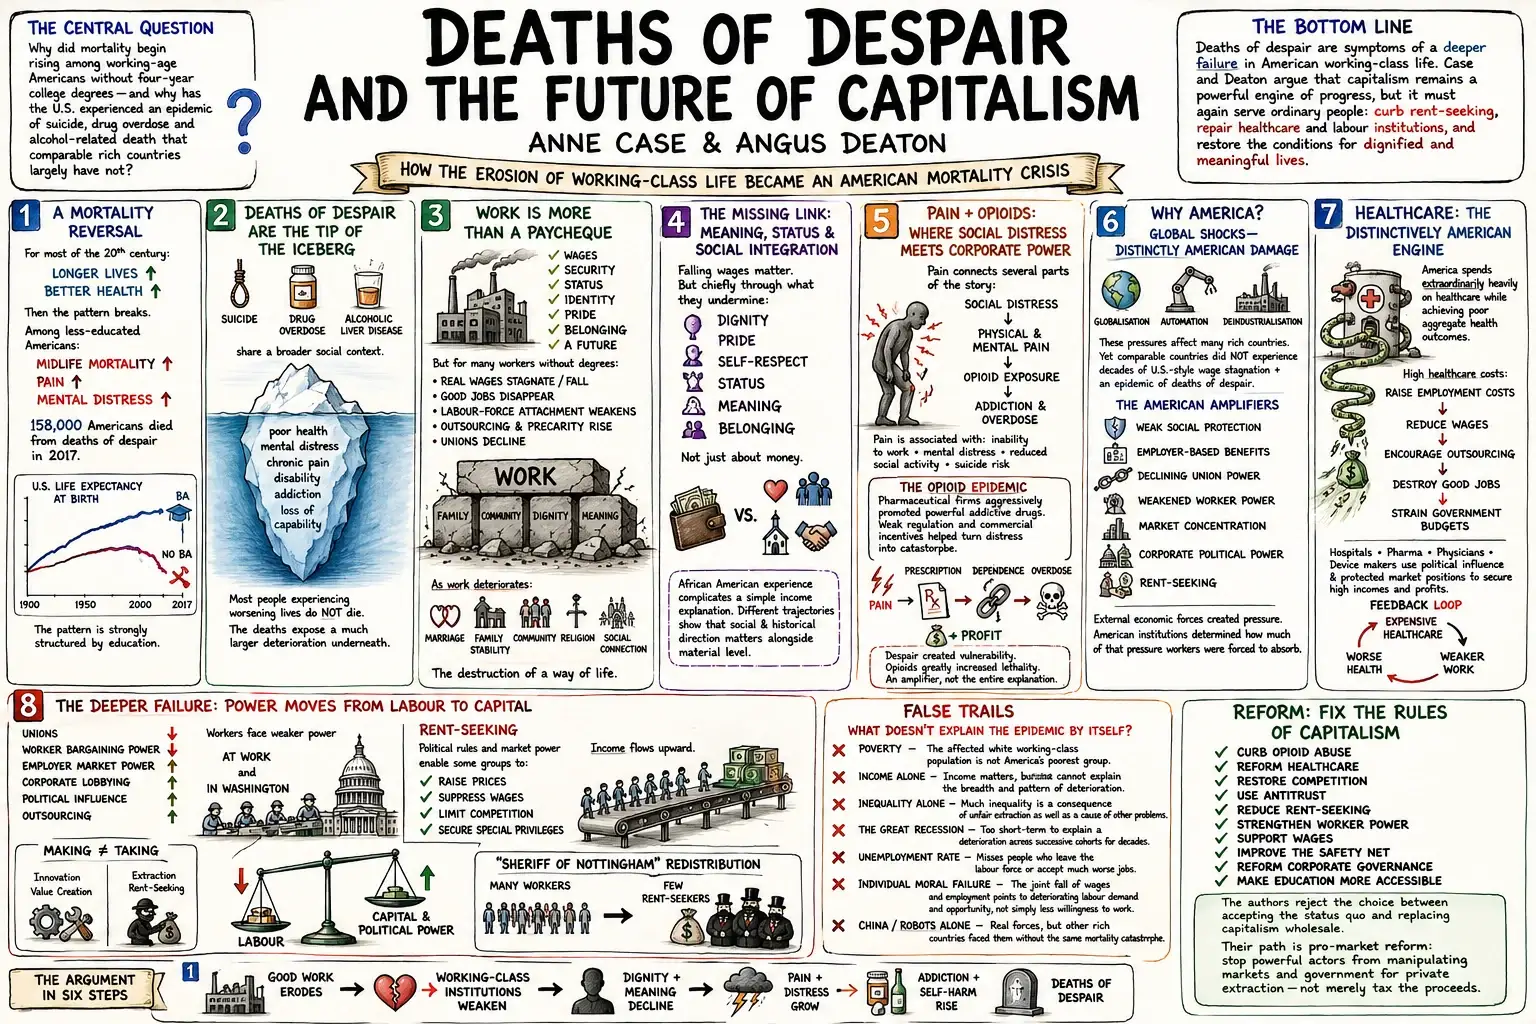 THE CENTRAL QUESTION
Why did mortality begin
rising among working-age
Americans without four-year
college degrees — and why has
the U.S. experienced an epidemic
of suicide, drug overdose and
alcohol-related death that
comparable rich countries
largely have not?
?
DEATHS OF DESPAIR
AND THE FUTURE OF CAPITALISM
ANNE CASE & ANGUS DEATON
HOW THE EROSION OF WORKING-CLASS LIFE BECAME AN AMERICAN MORTALITY CRISIS
THE BOTTOM LINE
Deaths of despair are symptoms of a deeper
failure in American working-class life. Case
and Deaton argue that capitalism remains a
powerful engine of progress, but it must
again serve ordinary people: curb rent-seeking,
repair healthcare and labour institutions, and
restore the conditions for dignified and
meaningful lives.
1 A MORTALITY
REVERSAL
For most of the 20th century:
LONGER LIVES ↑
BETTER HEALTH ↑
Then the pattern breaks.
Among less-educated
Americans:
MIDLIFE MORTALITY ↑
PAIN ↑
MENTAL DISTRESS ↑
158,000 Americans died
from deaths of despair
in 2017.
U.S. LIFE EXPECTANCY
AT BIRTH
BA
NO BA
1900 1950 2000 2017
The pattern is strongly
structured by education.
2 DEATHS OF DESPAIR
ARE THE TIP OF
THE ICEBERG
SUICIDE
DRUG
OVERDOSE
ALCOHOLIC
LIVER DISEASE
share a broader social context.
poor health
mental distress
chronic pain
disability
addiction
loss of
capability
Most people experiencing
worsening lives do NOT die.
The deaths expose a much
larger deterioration underneath.
3 WORK IS MORE
THAN A PAYCHEQUE
✓ WAGES
✓ SECURITY
✓ STATUS
✓ IDENTITY
✓ PRIDE
✓ BELONGING
✓ A FUTURE
But for many workers without degrees:
• REAL WAGES STAGNATE / FALL
• GOOD JOBS DISAPPEAR
• LABOUR-FORCE ATTACHMENT WEAKENS
• OUTSOURCING & PRECARITY RISE
• UNIONS DECLINE
WORK
FAMILY COMMUNITY DIGNITY MEANING
As work deteriorates:
MARRIAGE
FAMILY
STABILITY
COMMUNITY
RELIGION
SOCIAL
CONNECTION
The destruction of a way of life.
4 THE MISSING LINK:
MEANING, STATUS &
SOCIAL INTEGRATION
Falling wages matter.
But chiefly through what
they undermine:
DIGNITY
PRIDE
SELF-RESPECT
STATUS
MEANING
BELONGING
Not just about money.
VS.
African American experience
complicates a simple income
explanation. Different trajectories
show that social & historical
direction matters alongside
material level.
5 PAIN + OPIOIDS:
WHERE SOCIAL DISTRESS
MEETS CORPORATE POWER
Pain connects several parts
of the story:
SOCIAL DISTRESS
↓
PHYSICAL &
MENTAL PAIN
↓
OPIOID EXPOSURE
↓
ADDICTION &
OVERDOSE
Pain is associated with: inability
to work • mental distress • reduced
social activity • suicide risk
THE OPIOID EPIDEMIC
Pharmaceutical firms aggressively
promoted powerful addictive drugs.
Weak regulation and commercial
incentives helped turn distress
into catastorpbe.
PRESCRIPTION DEPENDENCE OVERDOSE
PAIN → Rx → →
$ + PROFIT
Despair created vulnerability.
Opioids greatly increased lethality.
An amplifier, not the entire explanation.
6 WHY AMERICA?
GLOBAL SHOCKS—
DISTINCTLY AMERICAN DAMAGE
GLOBALISATION AUTOMATION DEINDUSTRIALISATION
These pressures affect many rich countries.
Yet comparable countries did NOT experience
decades of U.S.-style wage stagnation +
an epidemic of deaths of despair.
THE AMERICAN AMPLIFIERS
WEAK SOCIAL PROTECTION
EMPLOYER-BASED BENEFITS
DECLINING UNION POWER
WEAKENED WORKER POWER
MARKET CONCENTRATION
CORPORATE POLITICAL POWER
RENT-SEEKING
External economic forces created pressure.
American institutions determined how much
of that pressure workers were forced to absorb.
7 HEALTHCARE: THE
DISTINCTIVELY AMERICAN
ENGINE
America spends
extraordinarily heavily
on healthcare while
achieving poor
aggregate health
outcomes.
High healthcare costs:
RAISE EMPLOYMENT COSTS
↓
REDUCE WAGES
↓
ENCOURAGE OUTSOURCING
↓
DESTROY GOOD JOBS
↓
STRAIN GOVERNMENT
BUDGETS
$
Hospitals • Pharma • Physicians •
Device makers use political influence
& protected market positions to secure
high incomes and profits.
FEEDBACK LOOP
EXPENSIVE
HEALTHCARE
WEAKER
WORK
WORSE
HEALTH
8 THE DEEPER FAILURE: POWER MOVES FROM LABOUR TO CAPITAL
UNIONS ↓
WORKER BARGAINING POWER ↓
EMPLOYER MARKET POWER ↑
CORPORATE LOBBYING ↑
POLITICAL INFLUENCE ↑
OUTSOURCING ↑
Workers face weaker power
AT WORK
and
IN WASHINGTON
MAKING ≠ TAKING
Innovation
Value Creation
Extraction
Rent-Seeking
$
LABOUR
CAPITAL &
POLITICAL POWER
RENT-SEEKING
Political rules and market power
enable some groups to:
✓ RAISE PRICES
✓ SUPPRESS WAGES
✓ LIMIT COMPETITION
✓ SECURE SPECIAL PRIVILEGES
Income flows upward.
"SHERIFF OF NOTTINGHAM" REDISTRIBUTION
MANY WORKERS
→
FEW
RENT-SEEKERS
$
FALSE TRAILS
WHAT DOESN'T EXPLAIN THE EPIDEMIC BY ITSELF?
✗ POVERTY — The affected white working-class
population is not America's poorest group.
✗ INCOME ALONE — Income matters, cannot explain
the breadth and pattern of deterioration.
✗ INEQUALITY ALONE — Much inequality is a consequence
of unfair extraction as well as a cause of other problems.
✗ THE GREAT RECESSION — Too short-term to explain a
deterioration across successive cohorts for decades.
✗ UNEMPLOYMENT RATE — Misses people who leave the
labour force or accept much worse jobs.
✗ INDIVIDUAL MORAL FAILURE — The joint fall of wages
and employment points to deteriorating labour demand
and opportunity, not simply less willingness to work.
✗ CHINA / ROBOTS ALONE — Real forces, but other rich
countries faced them without the same mortality catastrphe.
REFORM: FIX THE RULES
OF CAPITALISM
✓ CURB OPIOID ABUSE
✓ REFORM HEALTHCARE
✓ RESTORE COMPETITION
✓ USE ANTITRUST
✓ REDUCE RENT-SEEKING
✓ STRENGTHEN WORKER POWER
✓ SUPPORT WAGES
✓ IMPROVE THE SAFETY NET
✓ REFORM CORPORATE GOVERNANCE
✓ MAKE EDUCATION MORE ACCESSIBLE
The authors reject the choice between
accepting the status quo and replacing
capitalism wholesale.
Their path is pro-market reform:
stop powerful actors from manipulating
markets and government for private
extraction — not merely tax the proceeds.
THE ARGUMENT
IN SIX STEPS
1
GOOD WORK
ERODES
→
WORKING-CLASS
INSTITUTIONS
WEAKEN
→
DIGNITY +
MEANING
DECLINE
→
PAIN +
DISTRESS
GROW
→
ADDICTION +
SELF-HARM
RISE
DEATHS OF
DESPAIR